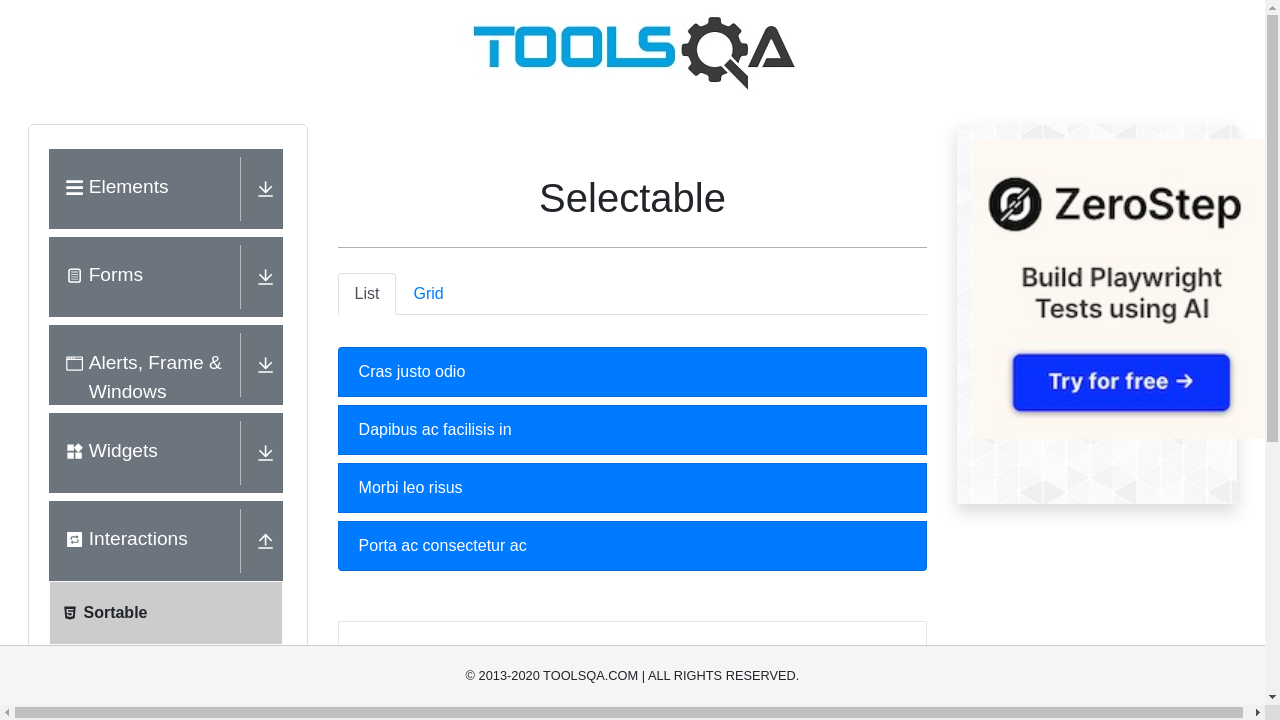 TOOLSQA
Elements
Forms
Alerts, Frame &
Windows
Widgets
Interactions
Sortable
Selectable
List
Grid
Cras justo odio
Dapibus ac facilisis in
Morbi leo risus
Porta ac consectetur ac
ZeroStep
Build Playwright
Tests using AI
Try for free →
© 2013-2020 TOOLSQA.COM | ALL RIGHTS RESERVED.